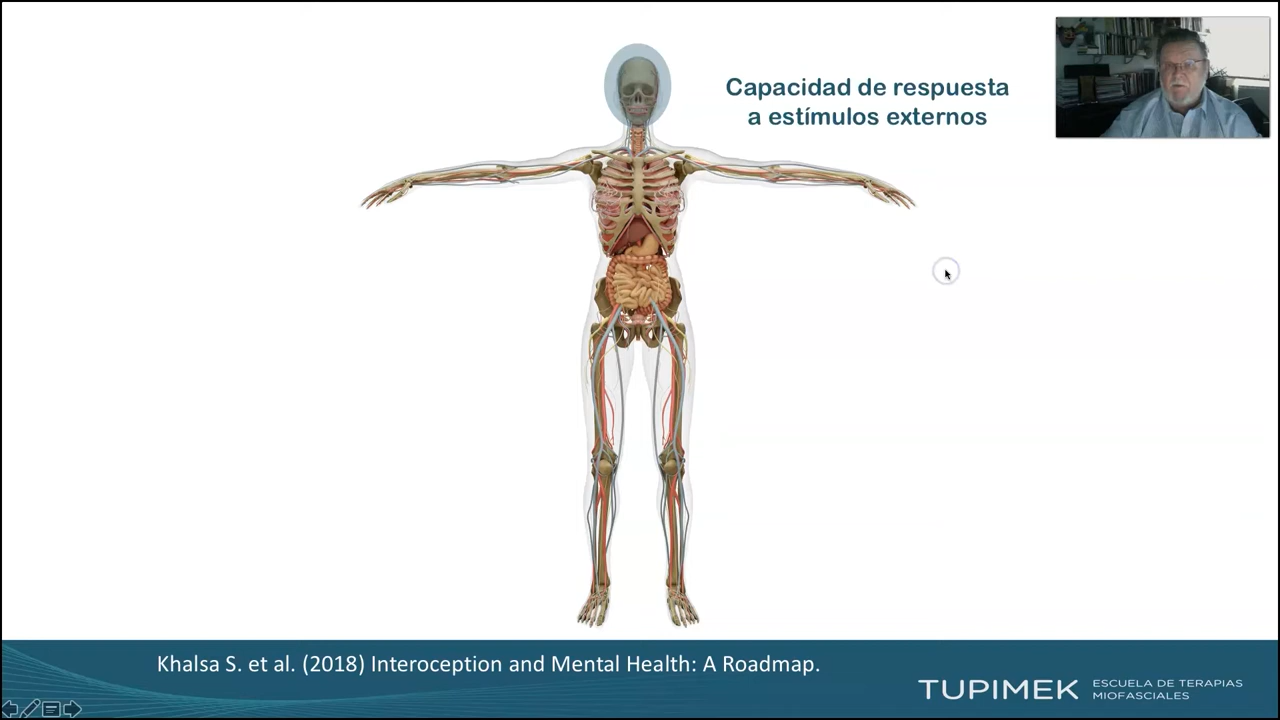 Capacidad de respuesta
a estímulos externos
Khalsa S. et al. (2018) Interoception and Mental Health: A Roadmap.
TUPIMEK
ESCUELA DE TERAPIAS
MIOFASCIALES